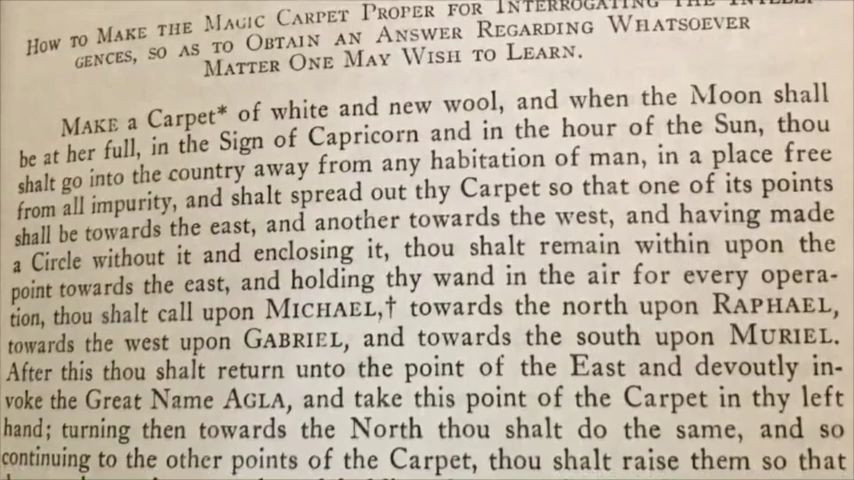 How to Make the Magic Carpet Proper for Interrogating the Intelli-
gences, so as to Obtain an Answer Regarding Whatsoever
Matter One May Wish to Learn.
Make a Carpet* of white and new wool, and when the Moon shall
be at her full, in the Sign of Capricorn and in the hour of the Sun, thou
shalt go into the country away from any habitation of man, in a place free
from all impurity, and shalt spread out thy Carpet so that one of its points
shall be towards the east, and another towards the west, and having made
a Circle without it and enclosing it, thou shalt remain within upon the
point towards the east, and holding thy wand in the air for every opera-
tion, thou shalt call upon Michael,† towards the north upon Raphael,
towards the west upon Gabriel, and towards the south upon Muriel.
After this thou shalt return unto the point of the East and devoutly in-
voke the Great Name Agla, and take this point of the Carpet in thy left
hand; turning then towards the North thou shalt do the same, and so
continuing to the other points of the Carpet, thou shalt raise them so that